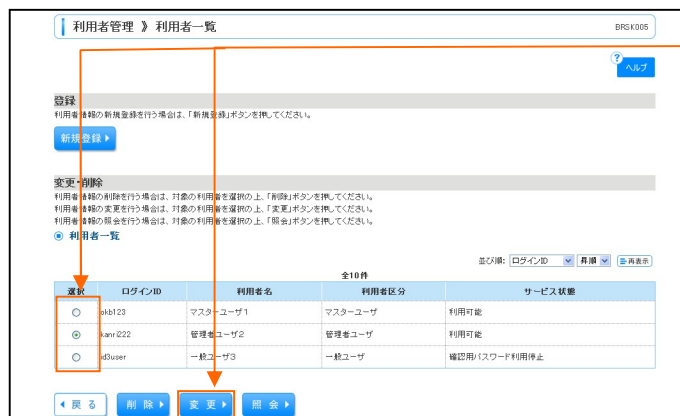 利用者管理 》 利用者一覧
BRSK005
? ヘルプ
登録
利用者情報の新規登録を行う場合は、「新規登録」ボタンを押してください。
新規登録
変更・削除
利用者情報の削除を行う場合は、対象の利用者を選択の上、「削除」ボタンを押してください。
利用者情報の変更を行う場合は、対象の利用者を選択の上、「変更」ボタンを押してください。
利用者情報の照会を行う場合は、対象の利用者を選択の上、「照会」ボタンを押してください。
利用者一覧
並び順: ログインID 昇順 再表示
全10件
選択 ログインID 利用者名 利用者区分 サービス状態
okb123 マスターユーザ1 マスターユーザ 利用可能
kanri222 管理者ユーザ2 管理者ユーザ 利用可能
id3user 一般ユーザ3 一般ユーザ 確認用パスワード利用停止
戻る 削除 変更 照会